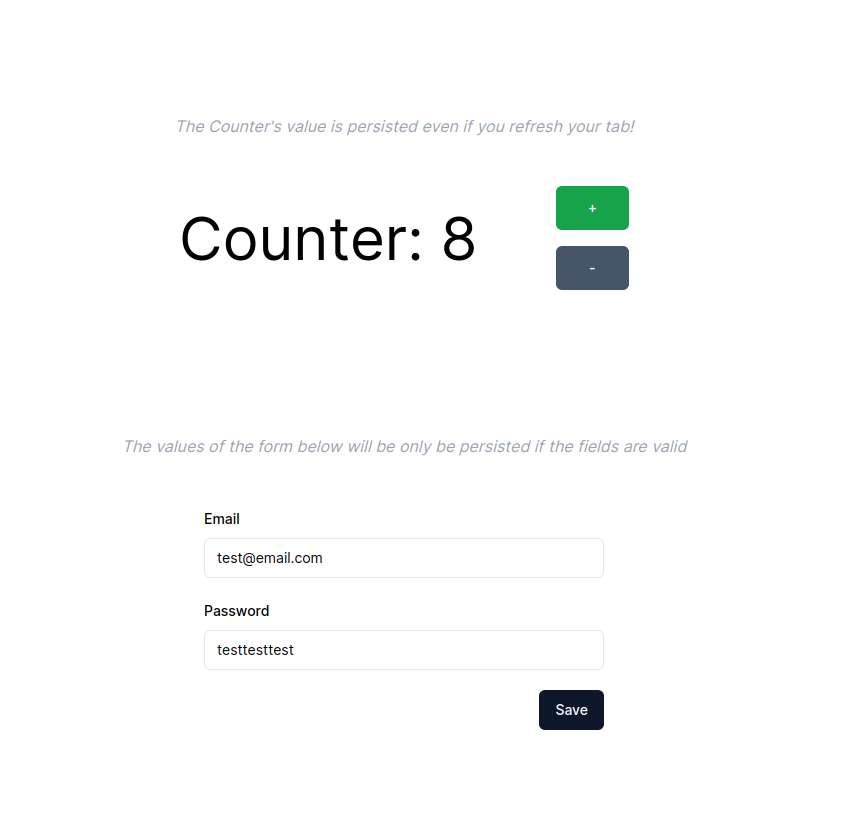 The Counter's value is persisted even if you refresh your tab!
Counter: 8
+
-
The values of the form below will be only be persisted if the fields are valid
Email
test@email.com
Password
testtesttest
Save